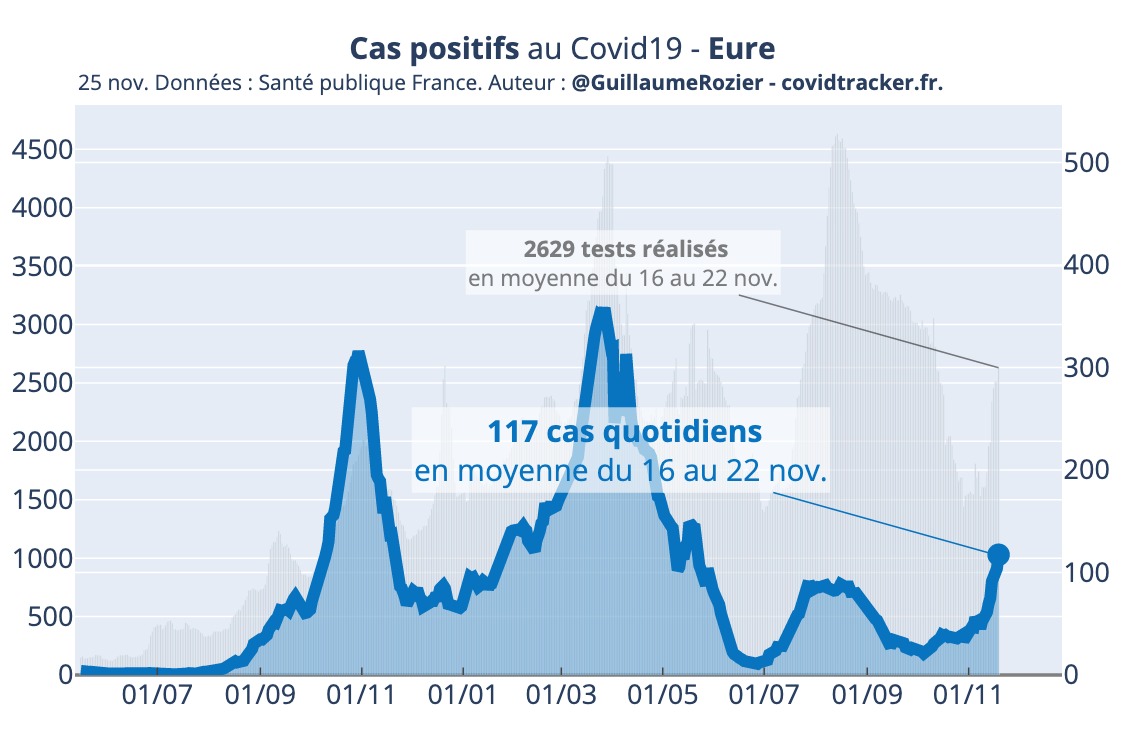 Cas positifs au Covid19 - Eure
25 nov. Données : Santé publique France. Auteur : @GuillaumeRozier - covidtracker.fr.
4500
4000
3500
3000
2500
2000
1500
1000
500
0
500
400
300
200
100
0
2629 tests réalisés
en moyenne du 16 au 22 nov.
117 cas quotidiens
en moyenne du 16 au 22 nov.
01/07 01/09 01/11 01/01 01/03 01/05 01/07 01/09 01/11